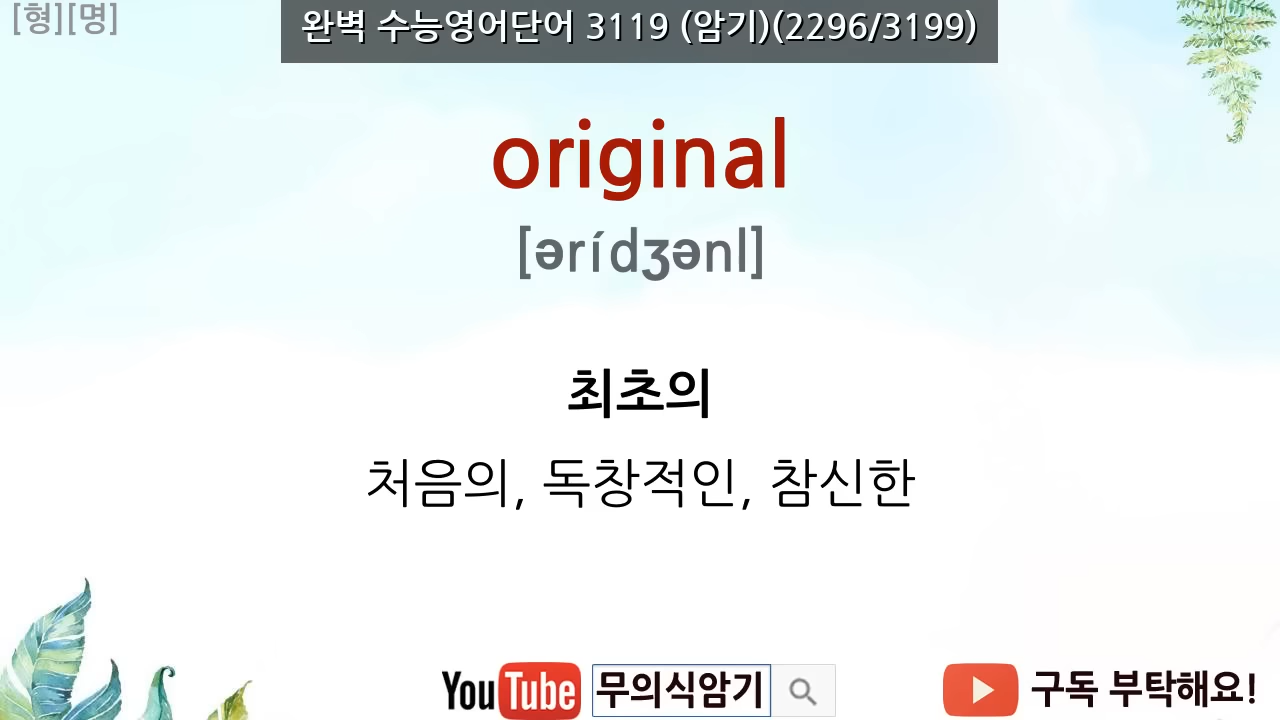 [형][명]
완벽 수능영어단어 3119 (암기)(2296/3199)
original
[ərídʒənl]
최초의
처음의, 독창적인, 참신한
YouTube 무의식암기
구독 부탁해요!